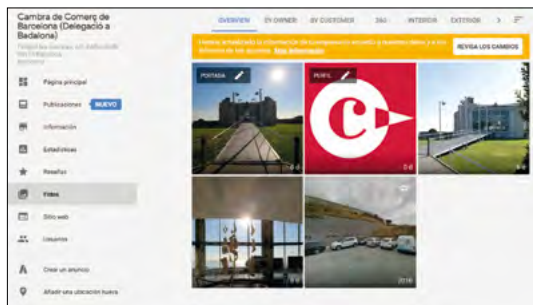 Cambra de Comerç de
Barcelona (Delegació a
Badalona)
OVERVIEW BY OWNER BY CUSTOMER 360 INTERIOR EXTERIOR
REVISA LOS CAMBIOS
Más información
PORTADA
PERFIL
Página principal
Publicaciones NUEVO
Información
Estadísticas
Reseñas
Fotos
Sitio web
Usuarios
Crear un anuncio
Añadir una ubicación nueva
2016